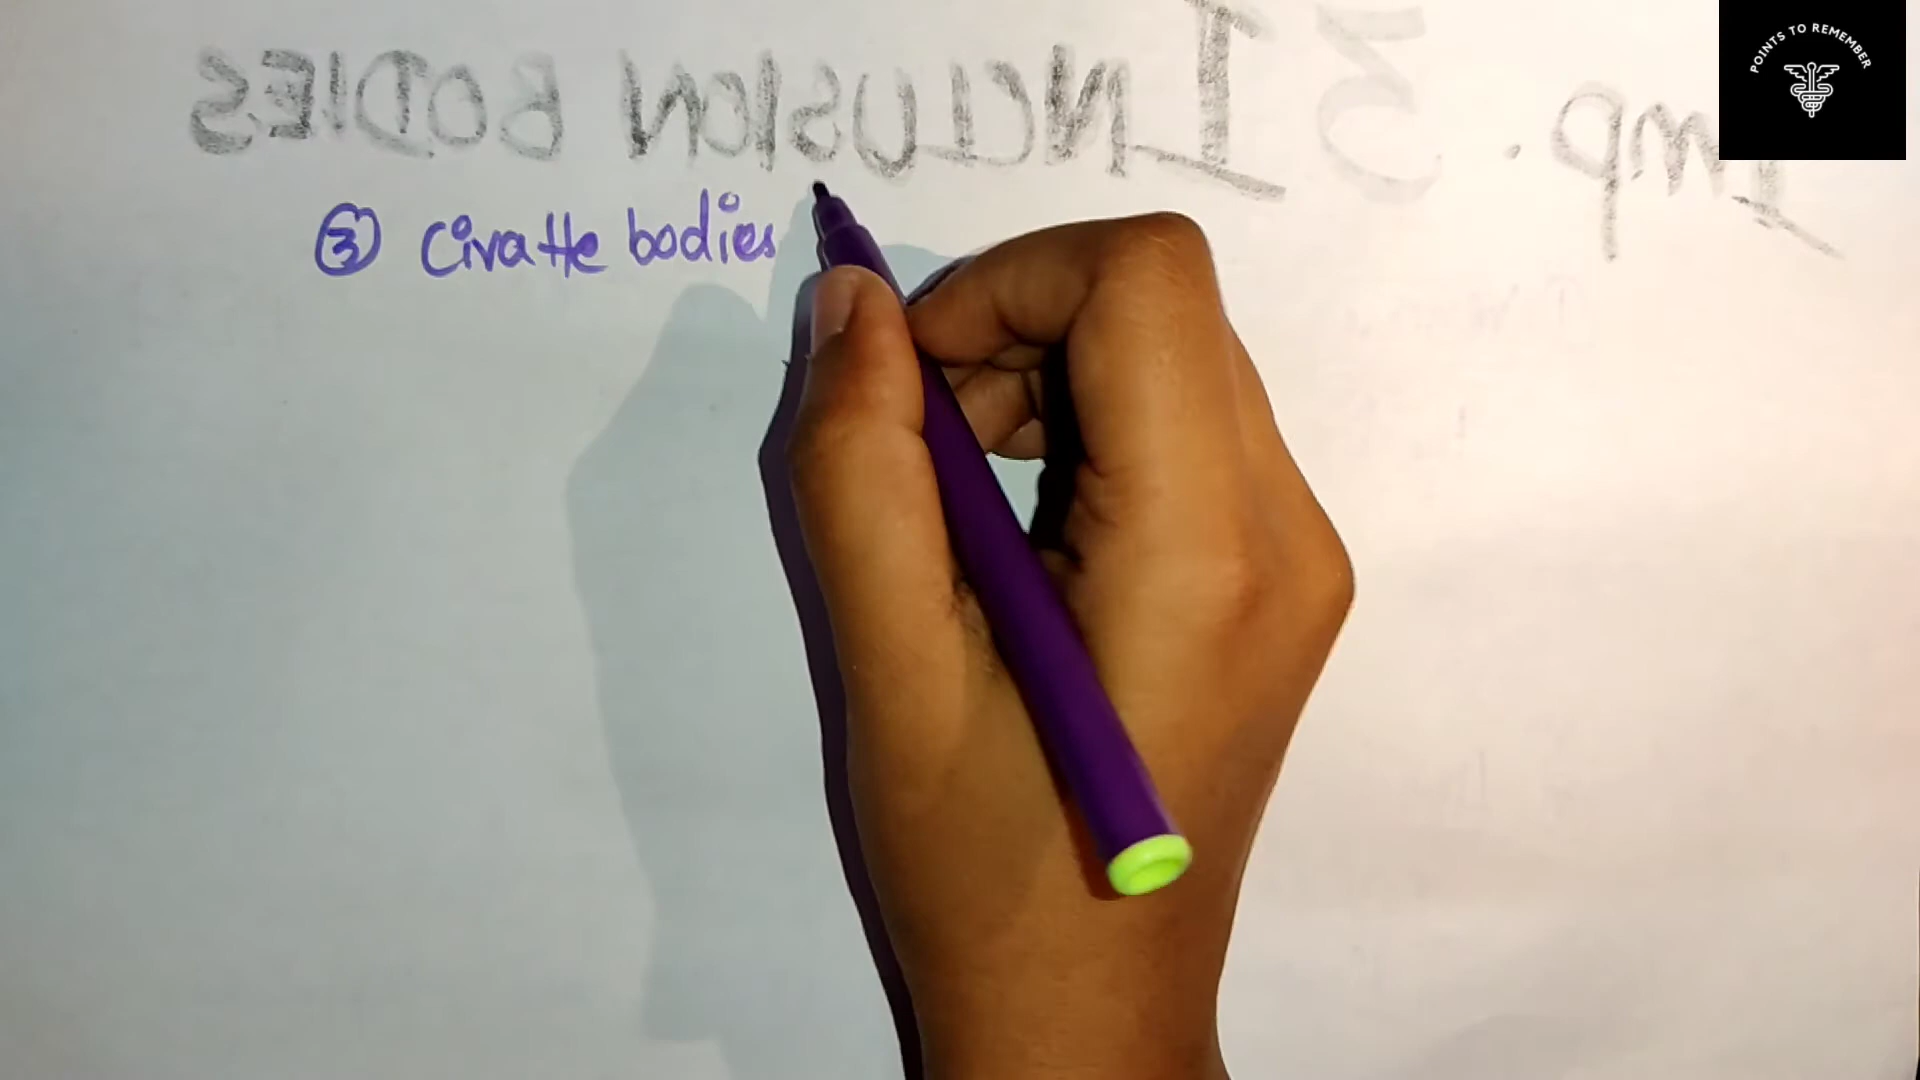 POINTS TO REMEMBER
Imp. 3 INCLUSION BODIES
③ Civatte bodies